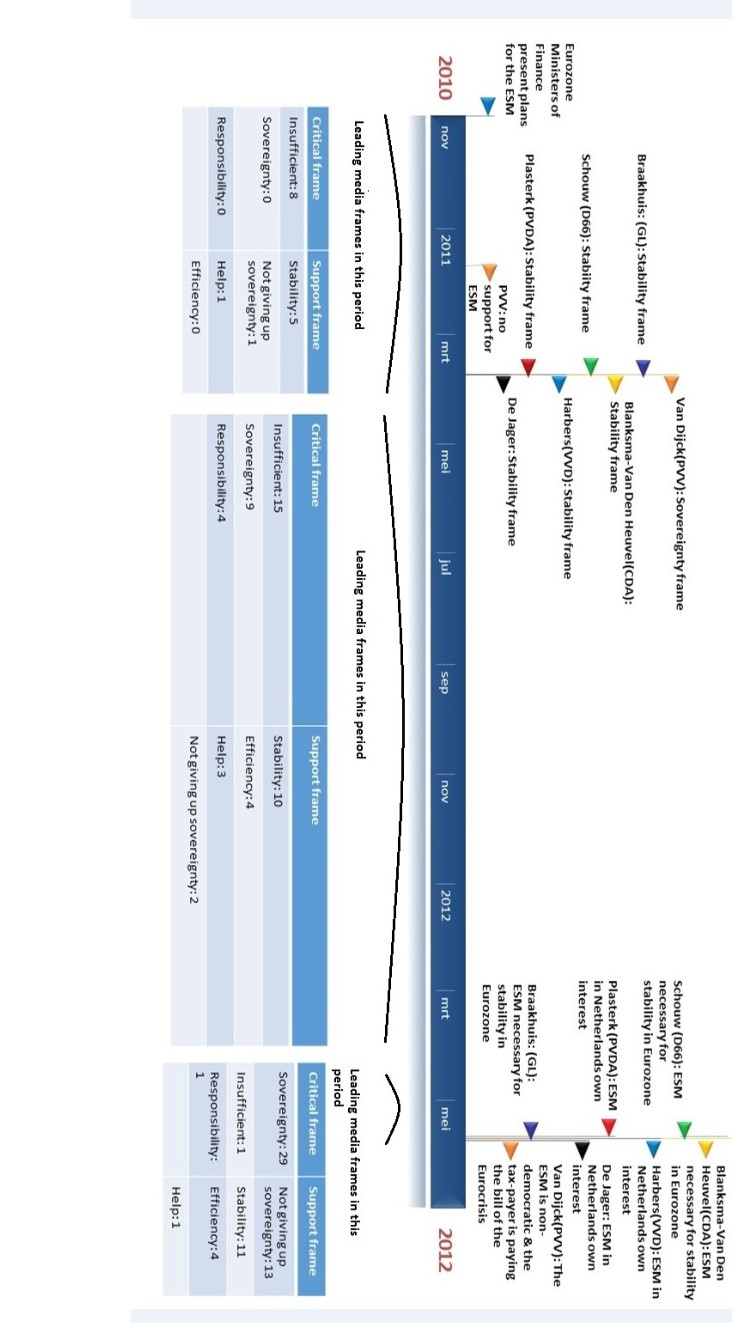 Blanksma-Van Den
Heuvel(CDA): ESM
necessary for stability
in Eurozone
Schouw (D66): ESM
necessary for
stability in Eurozone
Harbers(VVD): ESM in
Netherlands own
interest
Plasterk (PVDA): ESM
in Netherlands own
interest
De Jager: ESM in
Netherlands own
interest
Braakhuis: (GL):
ESM necessary for
stability in
Eurozone
Van Dijck(PVV): The
ESM is non-
democratic & the
tax-payer is paying
the bill of the
Eurocrisis
Van Dijck(PVV): Sovereignty frame
Braakhuis: (GL): Stability frame
Blanksma-Van Den Heuvel(CDA):
Stability frame
Schouw (D66): Stabilty frame
Harbers(VVD): Stability frame
Plasterk (PVDA): Stability frame
De Jager: Stability frame
Eurozone
Ministers of
Finance
present plans
for the ESM
PVV: no
support for
ESM
2010
nov
2011
mrt
mei
jul
sep
nov
2012
mrt
mei
2012
Leading media frames in this period
Critical frame Support frame
Insufficient: 8 Stability: 5
Sovereignty: 0 Not giving up
sovereignty: 1
Responsibility: 0 Help: 1
Efficiency: 0
Leading media frames in this period
Critical frame Support frame
Insufficient: 15 Stability: 10
Sovereignty: 9 Efficiency: 4
Responsibility: 4 Help: 3
Not giving up sovereignty: 2
Leading media frames in this
period
Critical frame Support frame
Sovereignty: 29 Not giving up
sovereignty: 13
Insufficient: 1 Stability: 11
Responsibility: Efficiency: 4
1
Help: 1